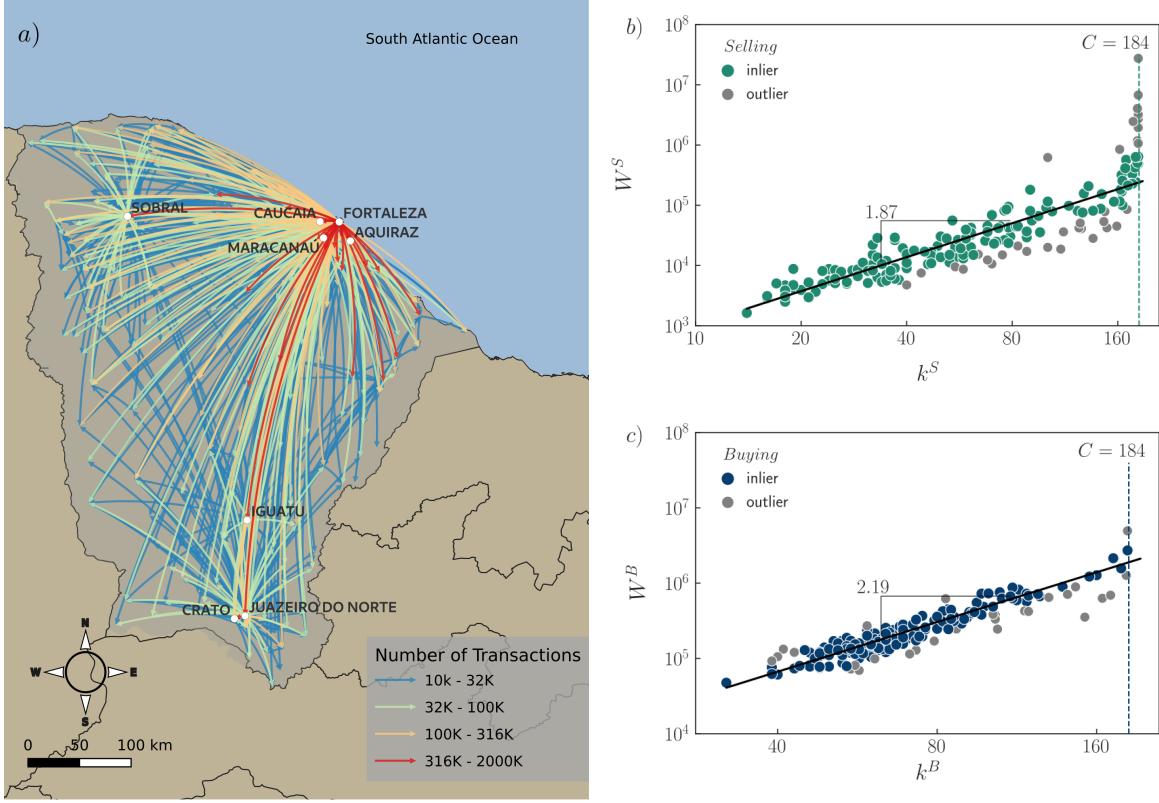 a)
South Atlantic Ocean
SOBRAL
CAUCAIA
FORTALEZA
AQUIRAZ
MARACANAÚ
IGUATU
CRATO
JUAZEIRO DO NORTE
N
W
E
S
0
50
100 km
Number of Transactions
10k - 32K
32K - 100K
100K - 316K
316K - 2000K
b)
10^8
10^7
10^6
10^5
10^4
10^3
W^S
Selling
inlier
outlier
C = 184
1.87
10
20
40
80
160
k^S
c)
10^8
10^7
10^6
10^5
10^4
W^B
Buying
inlier
outlier
C = 184
2.19
40
80
160
k^B